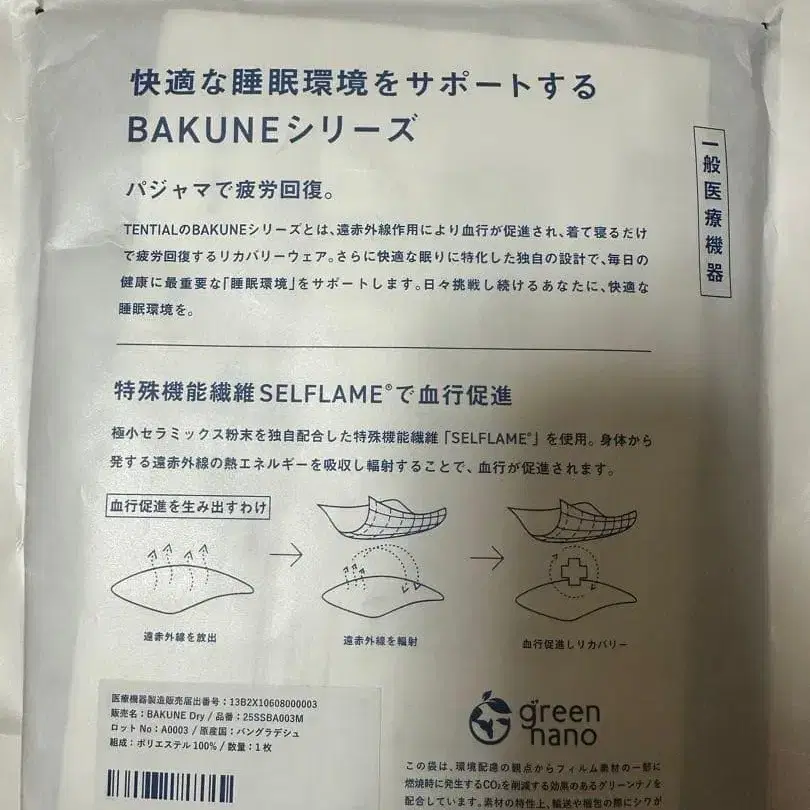 快適な睡眠環境をサポートする
BAKUNEシリーズ
一般医療機器
パジャマで疲労回復。
TENTIALのBAKUNEシリーズとは、遠赤外線作用により血行が促進され、着て寝るだけ
で疲労回復するリカバリーウェア。さらに快適な眠りに特化した独自の設計で、毎日の
健康に最重要な「睡眠環境」をサポートします。日々挑戦し続けるあなたに、快適な
睡眠環境を。
特殊機能繊維SELFLAME®で血行促進
極小セラミックス粉末を独自配合した特殊機能繊維「SELFLAME®」を使用。身体から
発する遠赤外線の熱エネルギーを吸収し輻射することで、血行が促進されます。
血行促進を生み出すわけ
遠赤外線を放出
遠赤外線を輻射
血行促進しリカバリー
医療機器製造販売届出番号:13B2X10608000003
販売名:BAKUNE Dry / 品番:25SSBA003M
ロット No:A0003 / 原産国:バングラデシュ
組成:ポリエステル 100% / 数量:1 枚
green
nano
この袋は、環境配慮の観点からフィルム素材の一部に
燃焼時に発生するCO₂を削減する効果のあるグリーンナノを
配合しています。素材の特性上、輸送や梱包の際にシワが